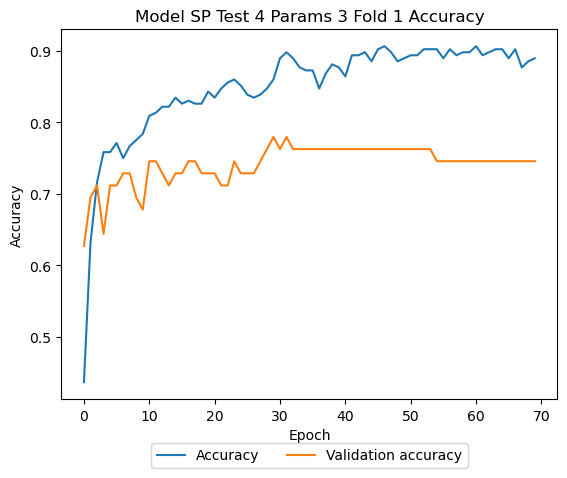 Model SP Test 4 Params 3 Fold 1 Accuracy
Accuracy
0.9
0.8
0.7
0.6
0.5
0 10 20 30 40 50 60 70
Epoch
Accuracy Validation accuracy